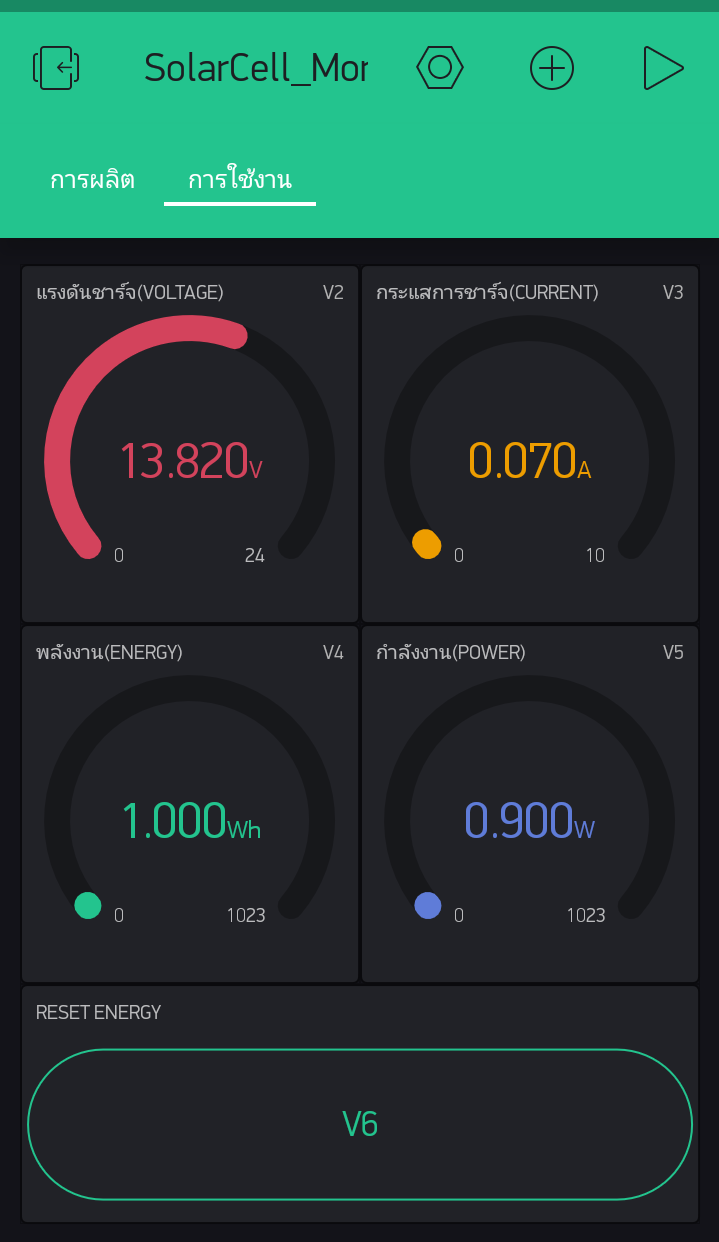 SolarCell_Mor
การผลิต
การใช้งาน
แรงดันชาร์จ(VOLTAGE) V2
13.820V
0 24
กระแสการชาร์จ(CURRENT) V3
0.070A
0 10
พลังงาน(ENERGY) V4
1.000Wh
0 1023
กำลังงาน(POWER) V5
0.900W
0 1023
RESET ENERGY
V6